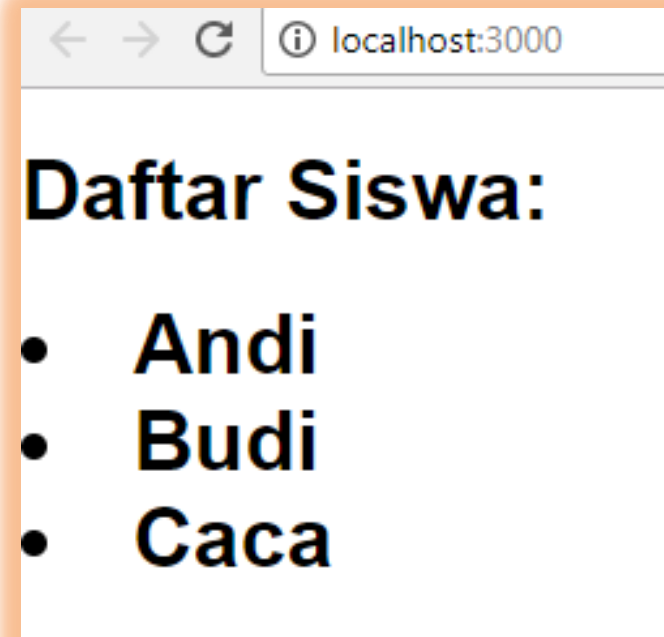 localhost:3000
Daftar Siswa:
• Andi
• Budi
• Caca